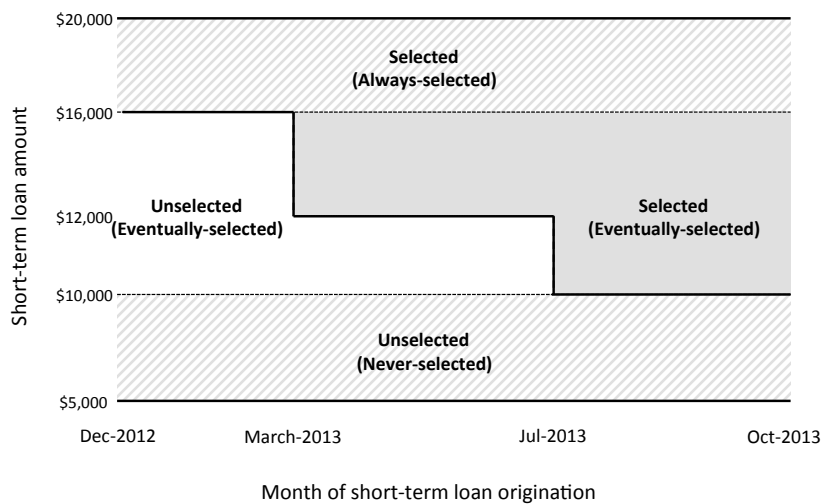 $20,000
Selected
(Always-selected)
$16,000
Short-term loan amount
Unselected
(Eventually-selected)
$12,000
Selected
(Eventually-selected)
$10,000
Unselected
(Never-selected)
$5,000
Dec-2012 March-2013 Jul-2013 Oct-2013
Month of short-term loan origination